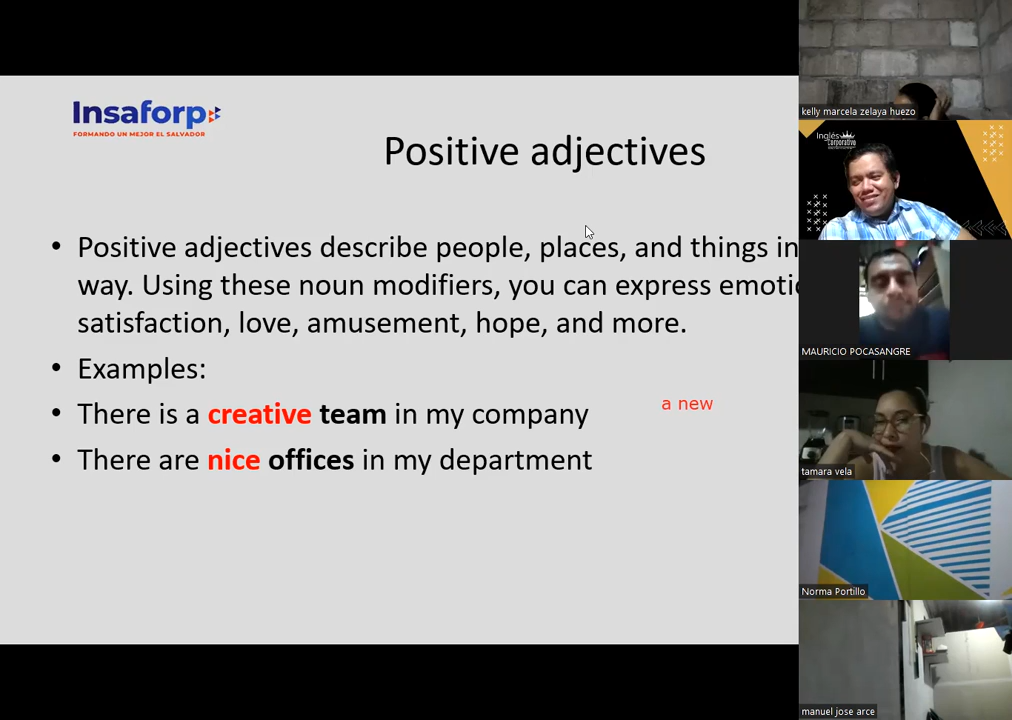 Insaforp
FORMANDO UN MEJOR EL SALVADOR
Positive adjectives
• Positive adjectives describe people, places, and things in
way. Using these noun modifiers, you can express
satisfaction, love, amusement, hope, and more.
• Examples:
• There is a creative team in my company
a new
• There are nice offices in my department
kelly marcela zelaya huezo
Inglés
corporativo
MAURICIO POCASANGRE
tamara vela
Norma Portillo
manuel jose arce